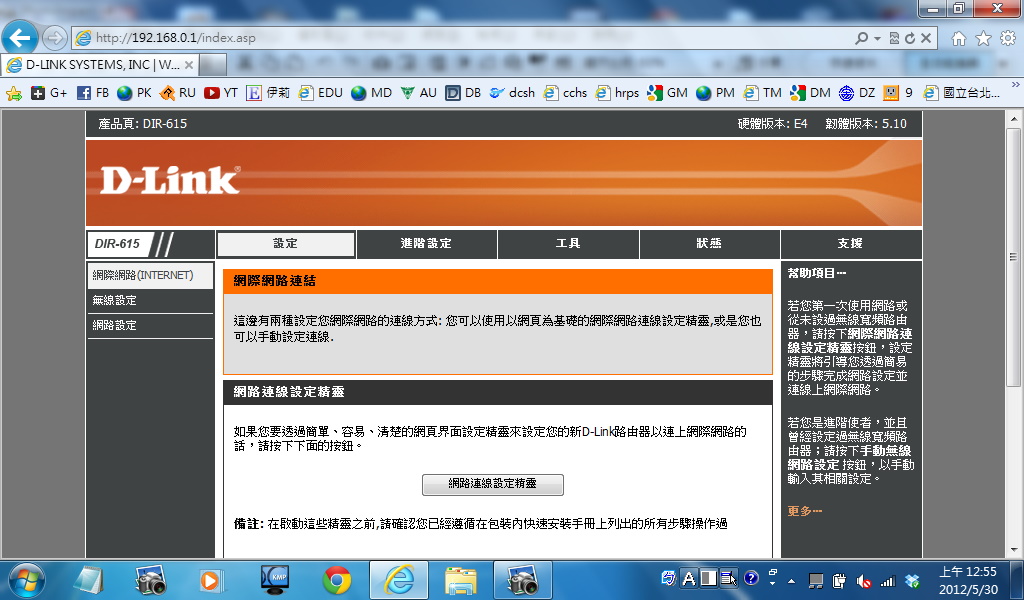 http://192.168.0.1/index.asp
D-LINK SYSTEMS, INC | W...
G+ FB PK RU YT 伊莉 EDU MD AU DB dcsh cchs hrps GM PM TM DM DZ 9 國立台北...
產品頁: DIR-615
硬體版本: E4 韌體版本: 5.10
D-Link
DIR-615
設定 進階設定 工具 狀態 支援
網際網路(INTERNET)
無線設定
網路設定
網際網路連結
這邊有兩種設定您網際網路的連線方式: 您可以使用以網頁為基礎的網際網路連線設定精靈,或是您也
可以手動設定連線.
網路連線設定精靈
如果您要透過簡單、容易、清楚的網頁界面設定精靈來設定您的新D-Link路由器以連上網際網路的
話，請按下下面的按鈕。
網路連線設定精靈
備註: 在啟動這些精靈之前,請確認您已經遵循在包裝內快速安裝手冊上列出的所有步驟操作過
幫助項目…
若您第一次使用網路或
從未設過無線寬頻路由
器，請按下網際網路連
線設定精靈按鈕，設定
精靈將引導您透過簡易
的步驟完成網路設定並
連線上網際網路。
若您是進階使者，並且
曾經設定過無線寬頻路
由器；請按下手動無線
網路設定 按鈕，以手動
輸入其相關設定。
更多…
KMP
A
上午 12:55
2012/5/30